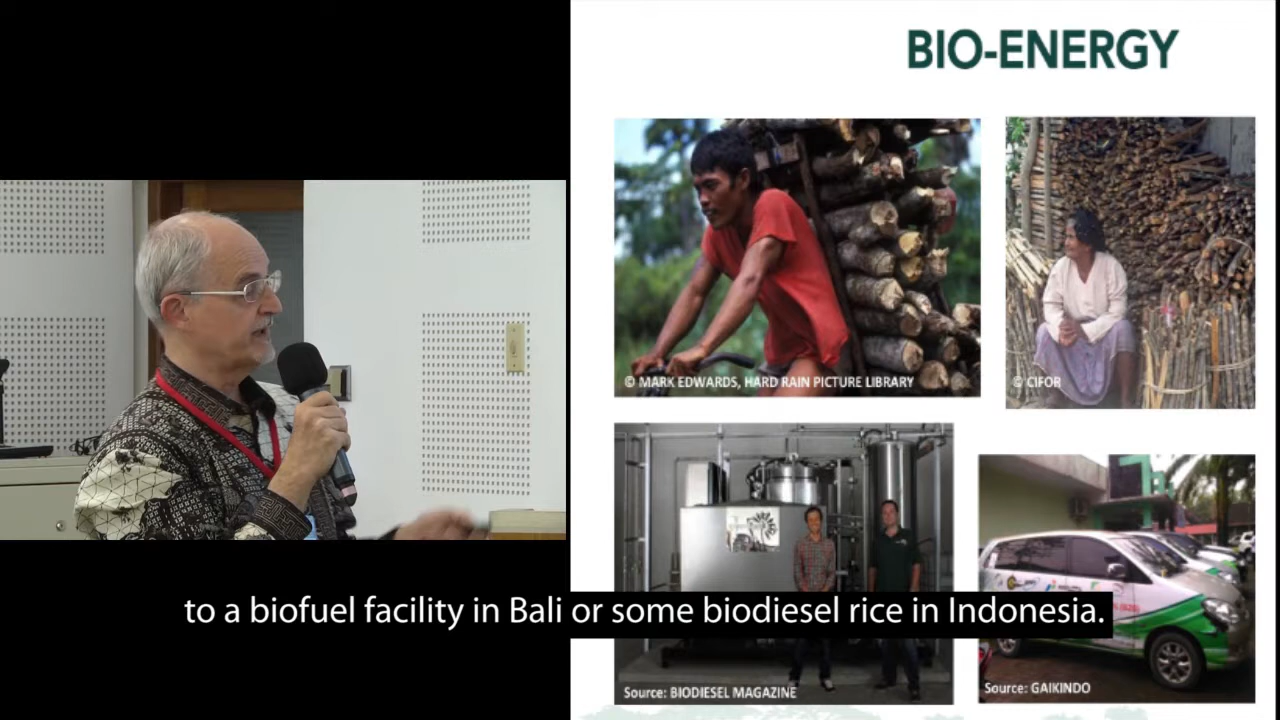 BIO-ENERGY
© MARK EDWARDS, HARD RAIN PICTURE LIBRARY
© CIFOR
to a biofuel facility in Bali or some biodiesel rice in Indonesia.
Source: BIODIESEL MAGAZINE
Source: GAIKINDO